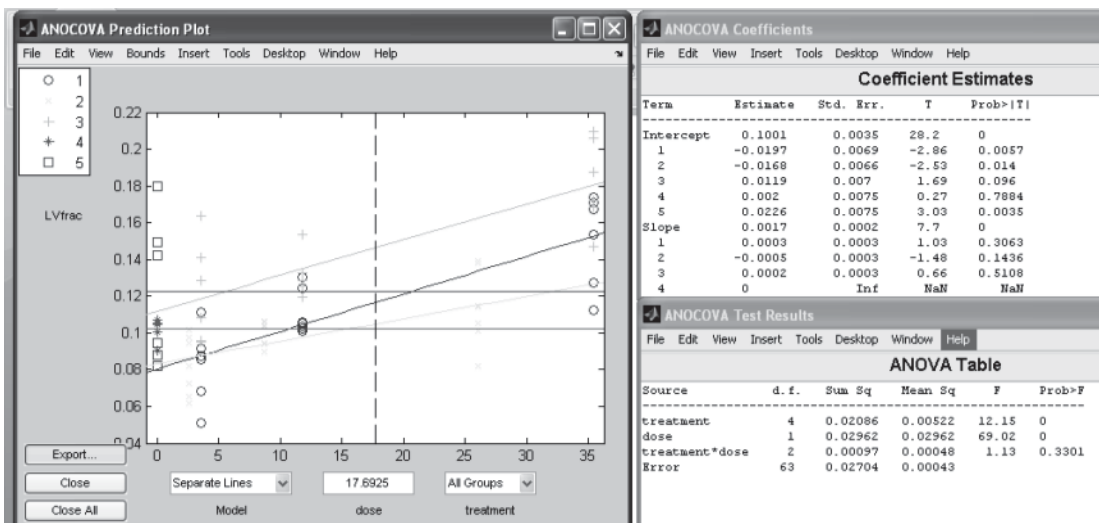 ANOCOVA Prediction Plot
File Edit View Bounds Insert Tools Desktop Window Help
1
2
3
4
5
LVfrac
0.22
0.2
0.18
0.16
0.14
0.12
0.1
0.08
0.06
0.04
0 5 10 15 20 25 30 35
Export...
Close
Close All
Separate Lines
17.6925
All Groups
Model dose treatment
ANOCOVA Coefficients
File Edit View Insert Tools Desktop Window Help
Coefficient Estimates
Term Estimate Std. Err. T Prob>|T|
Intercept 0.1001 0.0035 28.2 0
1 -0.0197 0.0069 -2.86 0.0057
2 -0.0168 0.0066 -2.53 0.014
3 0.0119 0.007 1.69 0.096
4 0.002 0.0075 0.27 0.7884
5 0.0226 0.0075 3.03 0.0035
Slope 0.0017 0.0002 7.7 0
1 0.0003 0.0003 1.03 0.3063
2 -0.0005 0.0003 -1.48 0.1436
3 0.0002 0.0003 0.66 0.5108
4 0 Inf NaN NaN
ANOCOVA Test Results
File Edit View Insert Tools Desktop Window Help
ANOVA Table
Source d.f. Sum Sq Mean Sq F Prob>F
treatment 4 0.02086 0.00522 12.15 0
dose 1 0.02962 0.02962 69.02 0
treatment*dose 2 0.00097 0.00048 1.13 0.3301
Error 63 0.02704 0.00043